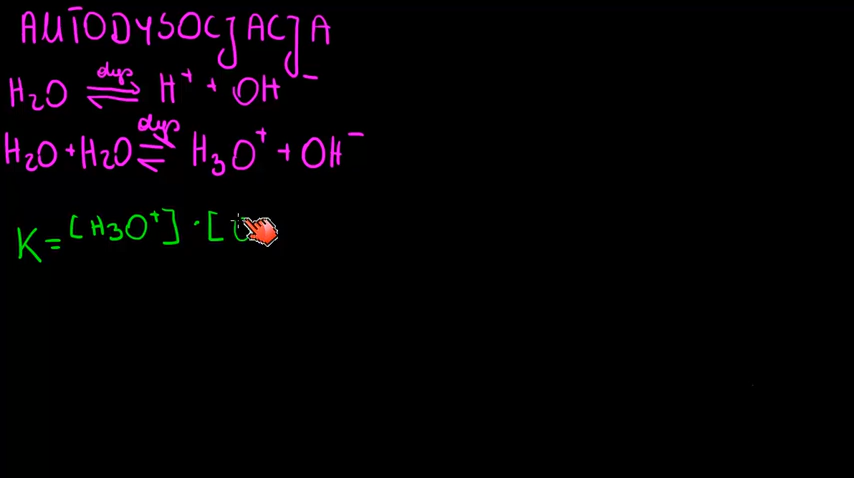 AUTODYSOCJACJA
H₂O ⇌ H⁺ + OH⁻
dys
H₂O + H₂O ⇌ H₃O⁺ + OH⁻
dys
K = [H₃O⁺] · [